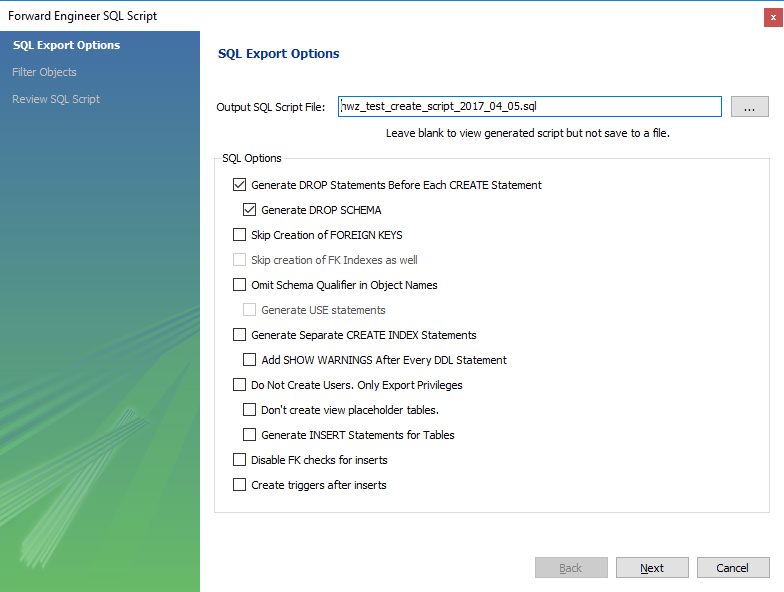 Forward Engineer SQL Script
x
SQL Export Options
Filter Objects
Review SQL Script
SQL Export Options
Output SQL Script File: hwz_test_create_script_2017_04_05.sql ...
Leave blank to view generated script but not save to a file.
SQL Options
Generate DROP Statements Before Each CREATE Statement
Generate DROP SCHEMA
Skip Creation of FOREIGN KEYS
Skip creation of FK Indexes as well
Omit Schema Qualifier in Object Names
Generate USE statements
Generate Separate CREATE INDEX Statements
Add SHOW WARNINGS After Every DDL Statement
Do Not Create Users. Only Export Privileges
Don't create view placeholder tables.
Generate INSERT Statements for Tables
Disable FK checks for inserts
Create triggers after inserts
Back Next Cancel